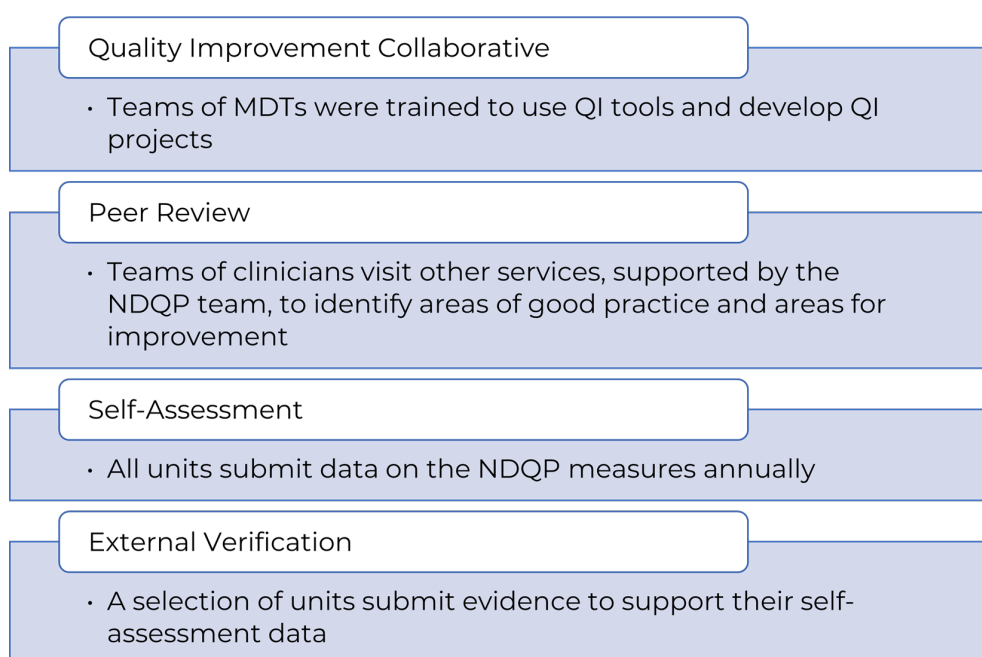 Quality Improvement Collaborative
• Teams of MDTs were trained to use QI tools and develop QI
projects
Peer Review
• Teams of clinicians visit other services, supported by the
NDQP team, to identify areas of good practice and areas for
improvement
Self-Assessment
• All units submit data on the NDQP measures annually
External Verification
• A selection of units submit evidence to support their self-
assessment data